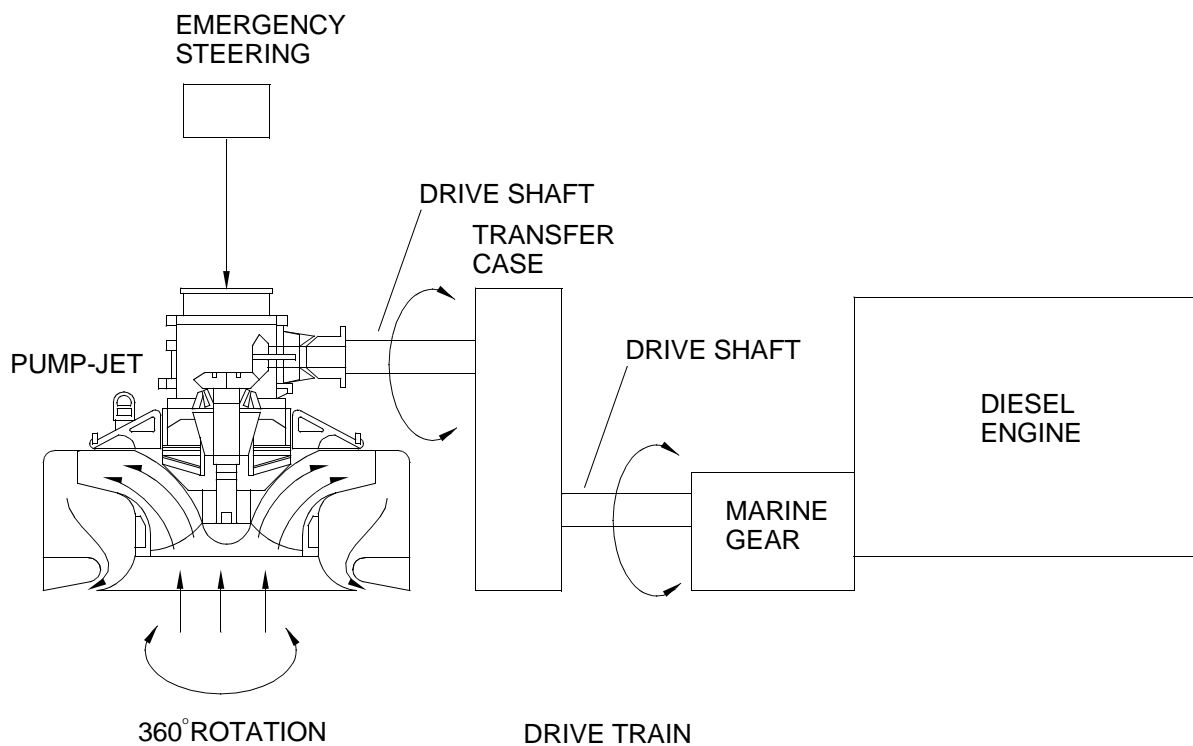 EMERGENCY
STEERING
DRIVE SHAFT
TRANSFER
CASE
PUMP-JET
DRIVE SHAFT
DIESEL
ENGINE
MARINE
GEAR
360°ROTATION
DRIVE TRAIN